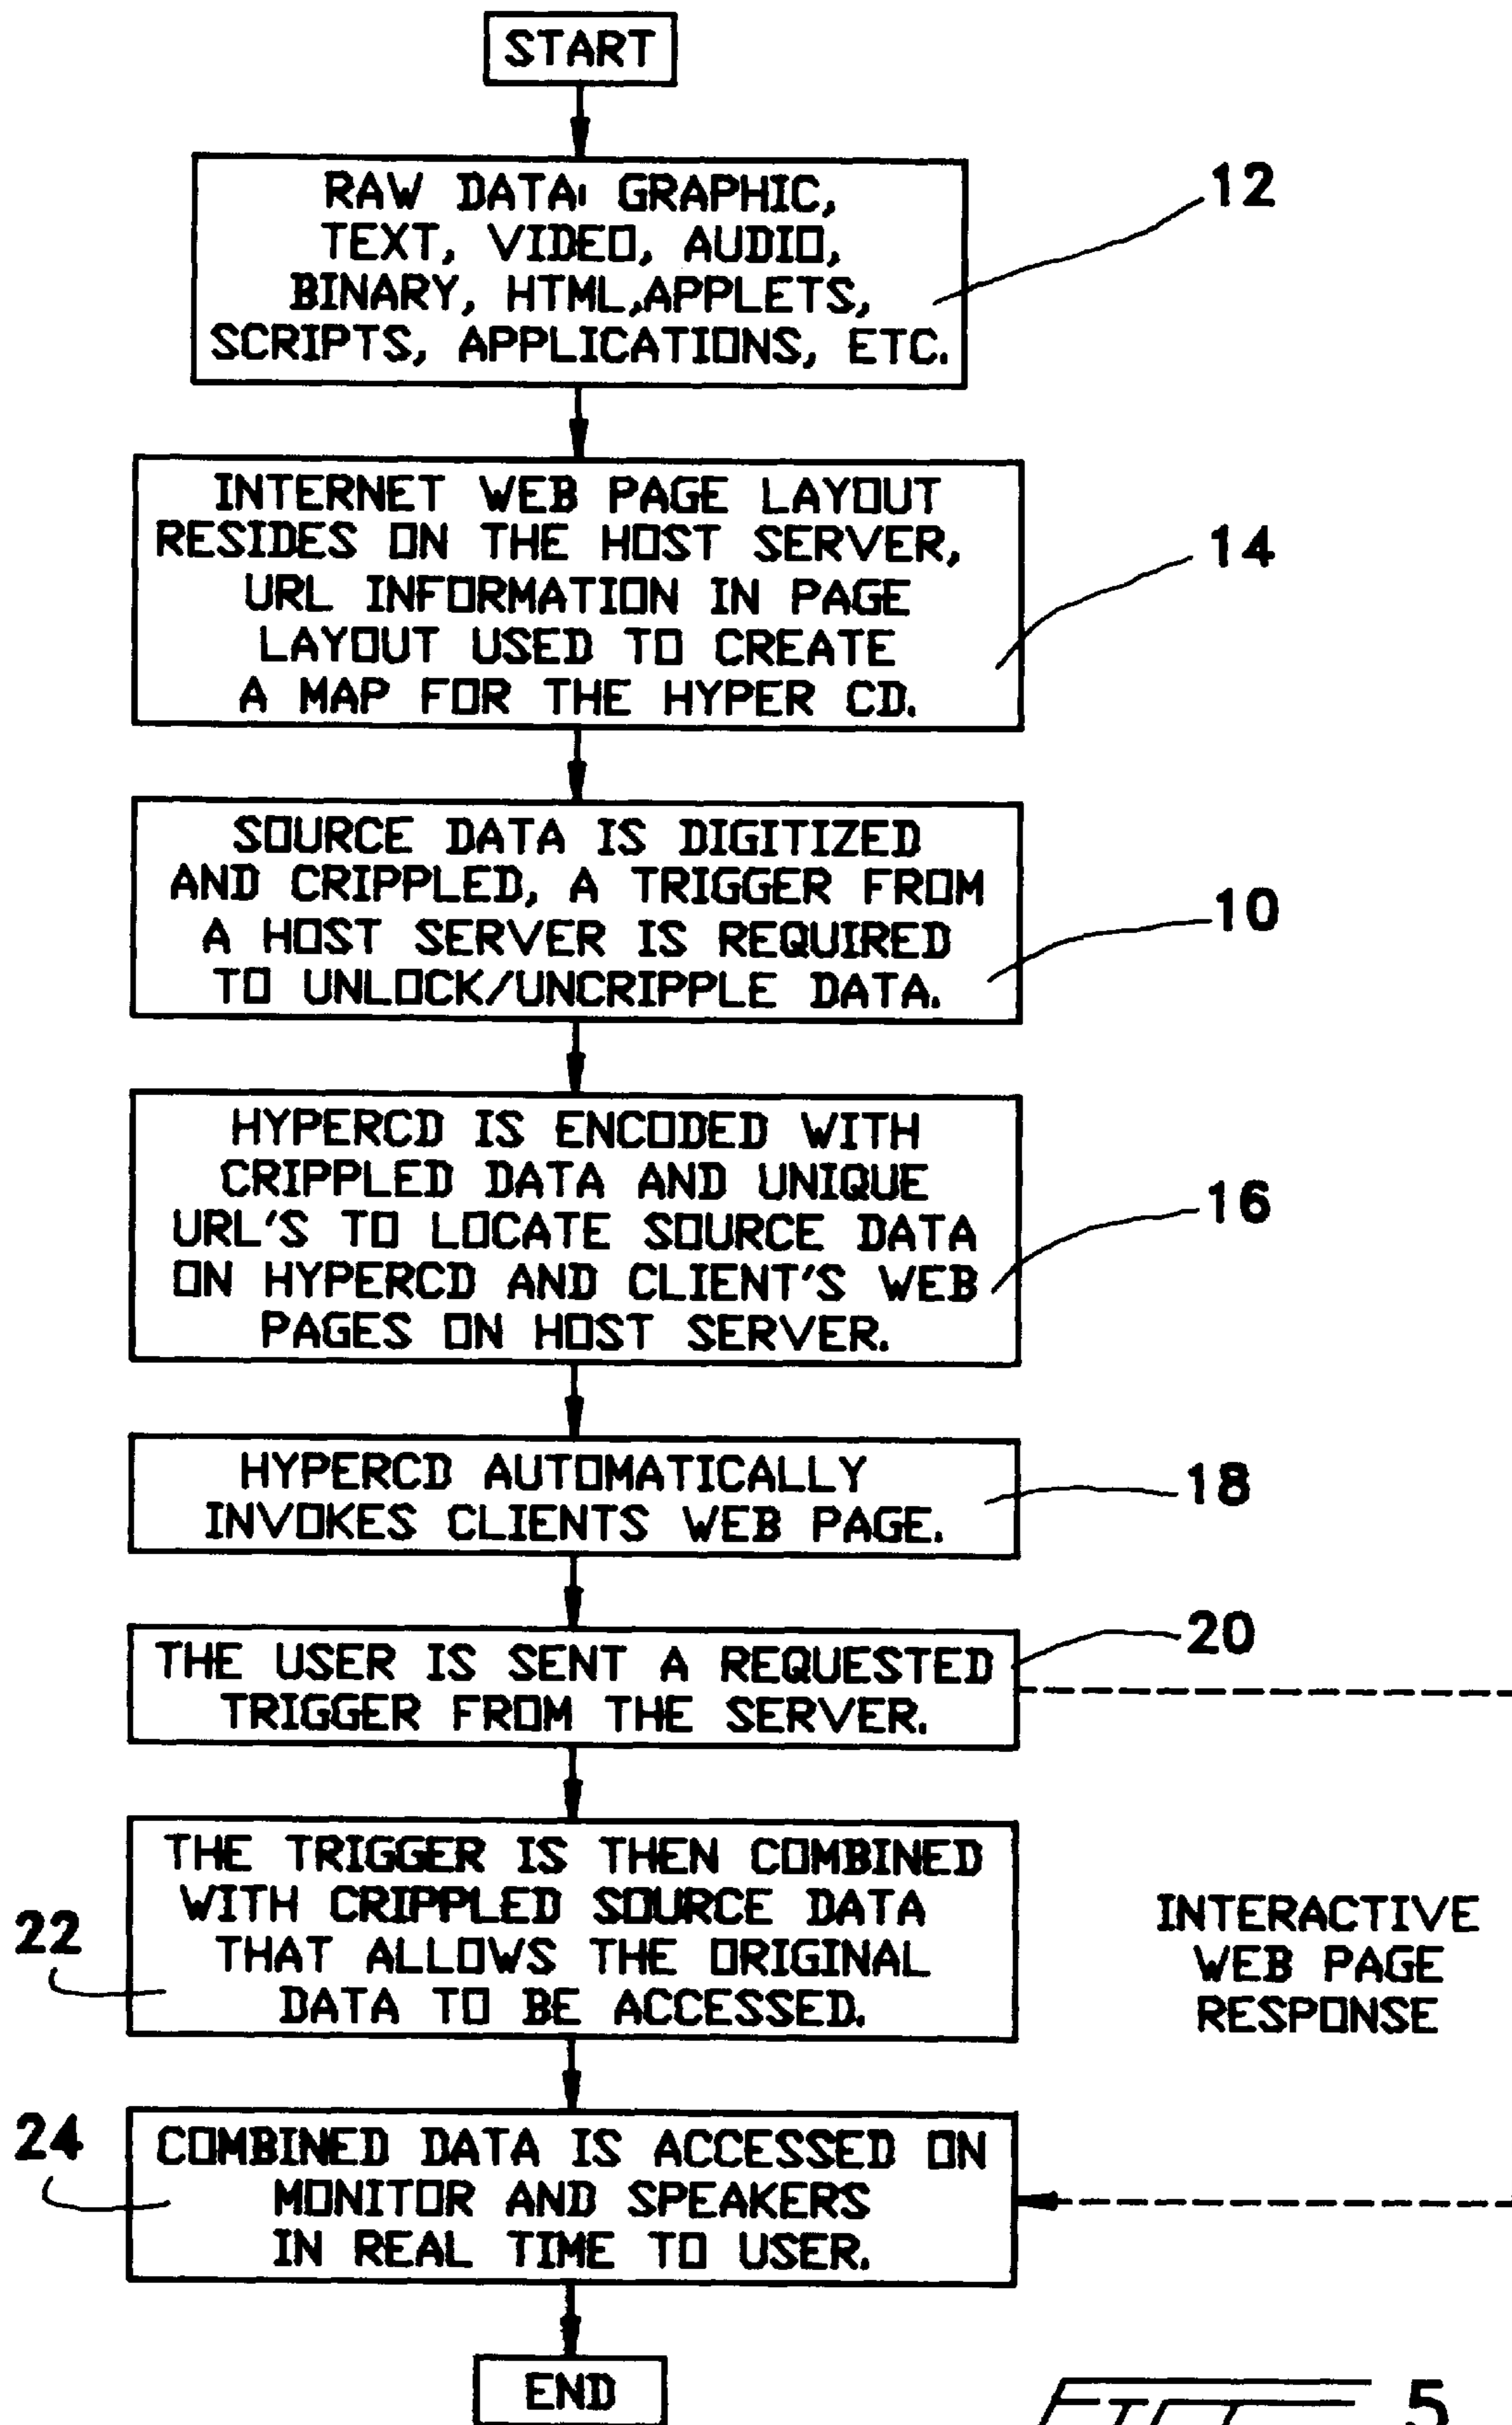 START
RAW DATA: GRAPHIC,
TEXT, VIDEO, AUDIO,
BINARY, HTML,APPLETS,
SCRIPTS, APPLICATIONS, ETC.
12
INTERNET WEB PAGE LAYOUT
RESIDES ON THE HOST SERVER,
URL INFORMATION IN PAGE
LAYOUT USED TO CREATE
A MAP FOR THE HYPER CD.
14
SOURCE DATA IS DIGITIZED
AND CRIPPLED, A TRIGGER FROM
A HOST SERVER IS REQUIRED
TO UNLOCK/UNCRIPPLE DATA.
10
HYPERCD IS ENCODED WITH
CRIPPLED DATA AND UNIQUE
URL'S TO LOCATE SOURCE DATA
ON HYPERCD AND CLIENT'S WEB
PAGES ON HOST SERVER.
16
HYPERCD AUTOMATICALLY
INVOKES CLIENTS WEB PAGE.
18
THE USER IS SENT A REQUESTED
TRIGGER FROM THE SERVER.
20
THE TRIGGER IS THEN COMBINED
WITH CRIPPLED SOURCE DATA
THAT ALLOWS THE ORIGINAL
DATA TO BE ACCESSED.
22
INTERACTIVE
WEB PAGE
RESPONSE
COMBINED DATA IS ACCESSED ON
MONITOR AND SPEAKERS
IN REAL TIME TO USER.
24
END
5